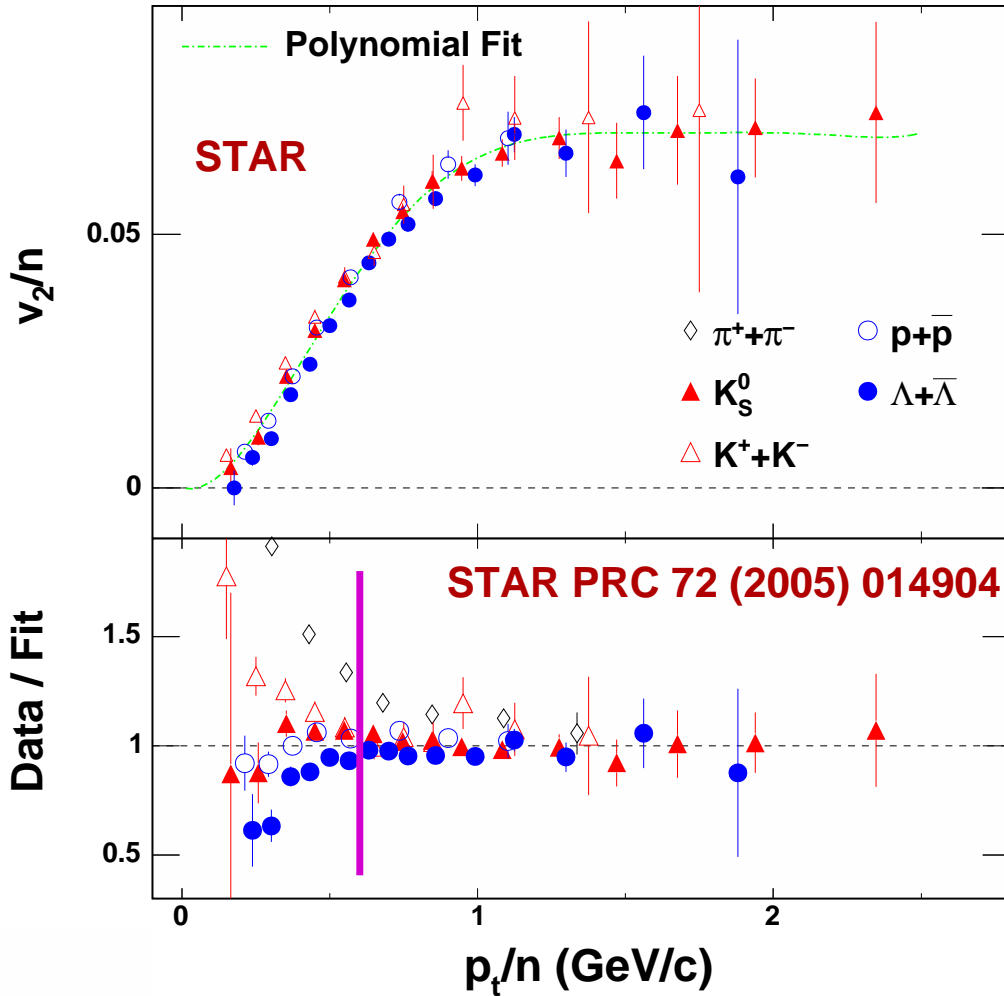 Polynomial Fit
STAR
v₂/n
0.05
0
π⁺+π⁻
p+p̅
K⁰_S
Λ+Λ̅
K⁺+K⁻
STAR PRC 72 (2005) 014904
Data / Fit
1.5
1
0.5
0
1
2
pₜ/n (GeV/c)